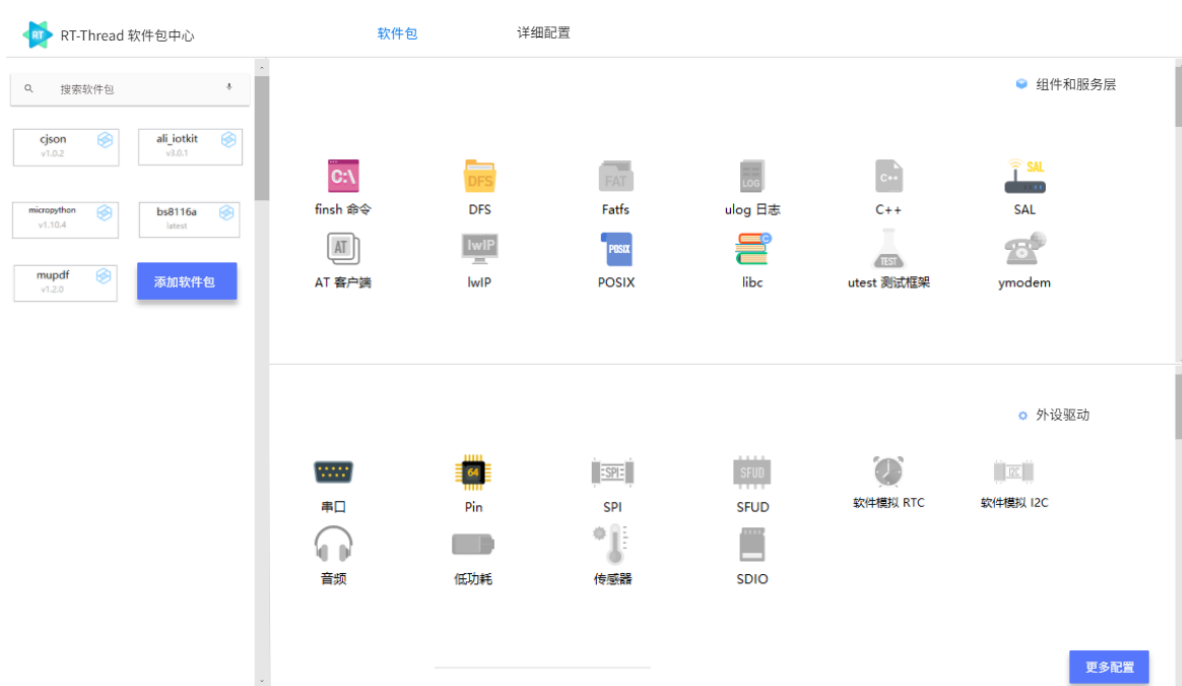 RT RT-Thread 软件包中心 软件包 详细配置
搜索软件包
cjson
v1.0.2
ali_iotkit
v3.0.1
micropython
v1.10.4
bs8116a
latest
mupdf
v1.2.0
添加软件包
组件和服务层
C:\ DFS FAT LOG C++ SAL
finsh 命令 DFS Fatfs ulog 日志 C++ SAL
AT lwIP POSIX C TEST
AT 客户端 lwIP POSIX libc utest 测试框架 ymodem
外设驱动
64 SPI SFUD I2C
串口 Pin SPI SFUD 软件模拟 RTC 软件模拟 I2C
音频 低功耗 传感器 SDIO
更多配置